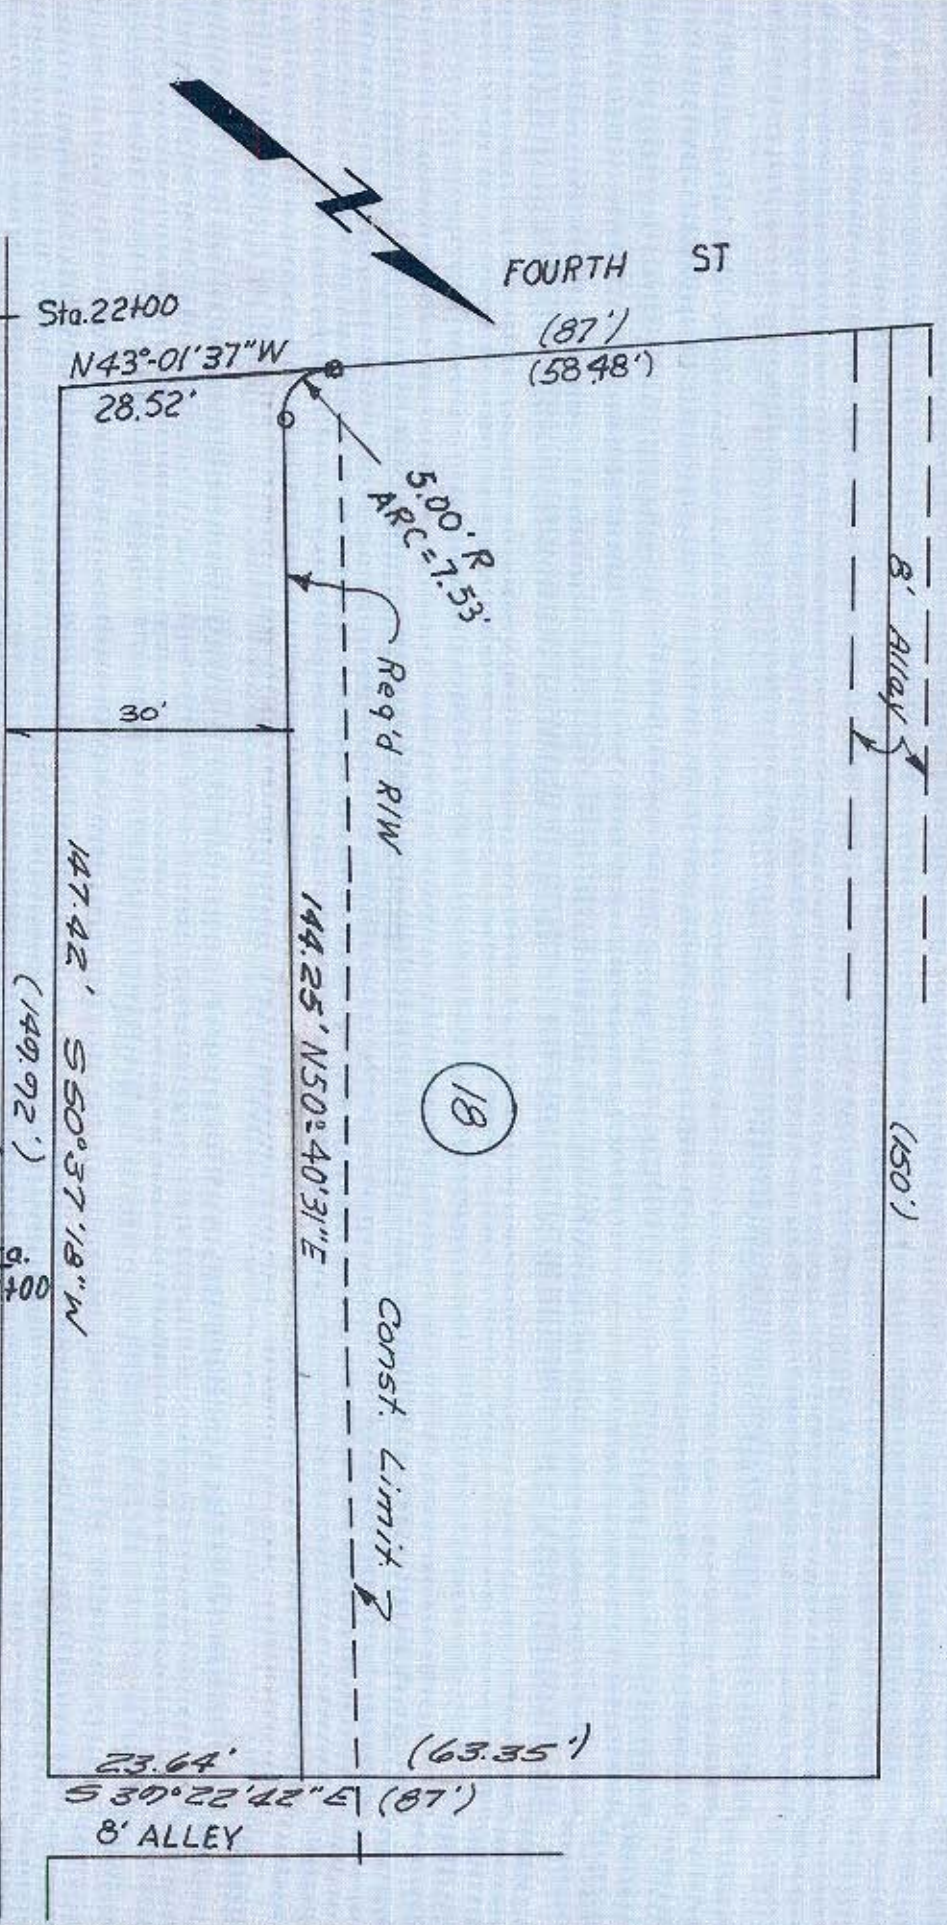 FOURTH ST
Sta.22+00
(87')
N43°-01'37"W
(58.48')
28.52'
5.00' R
ARC=7.53'
8' Alley
30'
Req'd R/W
147.42' S50°37'18"W
144.25' N50°-40'31"E
(149.92')
18
(150')
+00
Const. Limit
23.64'
(63.35')
S39°22'42"E
(87')
8' ALLEY